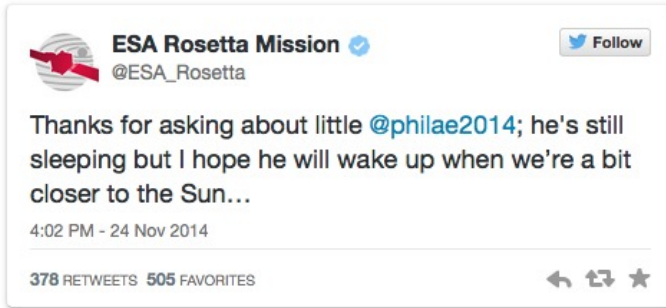 ESA Rosetta Mission
@ESA_Rosetta
Follow
Thanks for asking about little @philae2014; he's still
sleeping but I hope he will wake up when we’re a bit
closer to the Sun...
4:02 PM - 24 Nov 2014
378 RETWEETS 505 FAVORITES